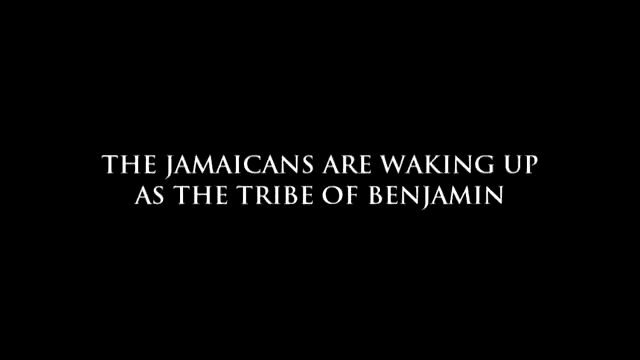 THE JAMAICANS ARE WAKING UP
AS THE TRIBE OF BENJAMIN